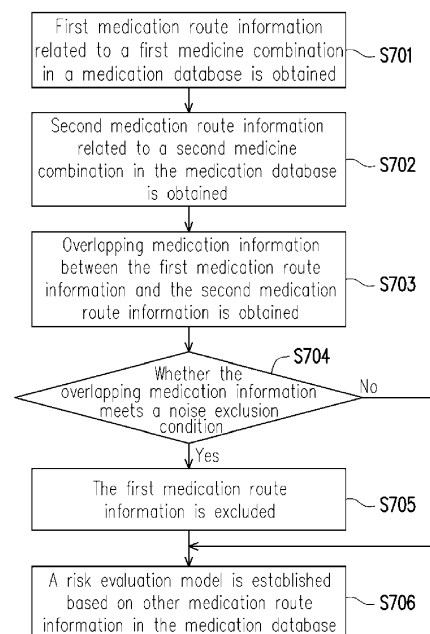 First medication route information
related to a first medicine combination
in a medication database is obtained
S701
Second medication route information
related to a second medicine
combination in the medication database
is obtained
S702
Overlapping medication information
between the first medication route
information and the second medication
route information is obtained
S703
S704
Whether the
overlapping medication information
meets a noise exclusion
condition
No
Yes
The first medication route
information is excluded
S705
A risk evaluation model is established
based on other medication route
information in the medication database
S706